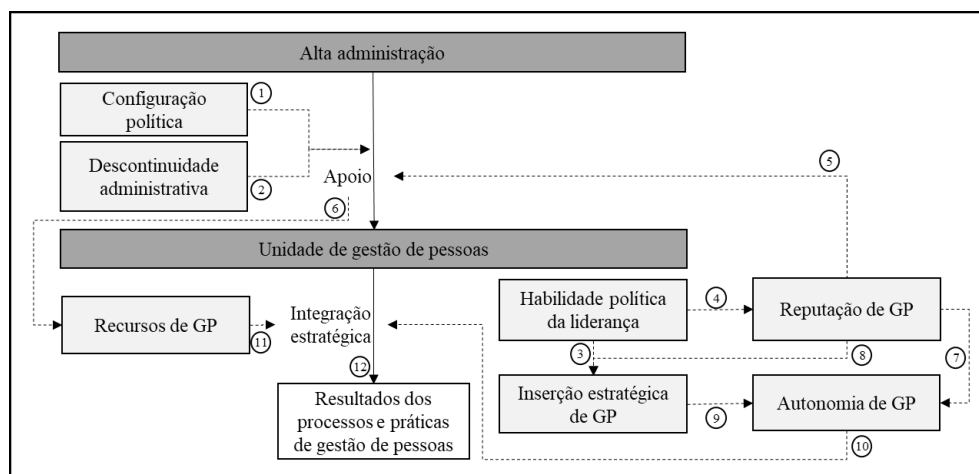 Alta administração
Configuração
política
1
Descontinuidade
administrativa
2
Apoio
5
6
Unidade de gestão de pessoas
Recursos de GP
11
Integração
estratégica
12
Habilidade política
da liderança
4
Reputação de GP
3
8
7
Resultados dos
processos e práticas
de gestão de pessoas
Inserção estratégica
de GP
9
Autonomia de GP
10